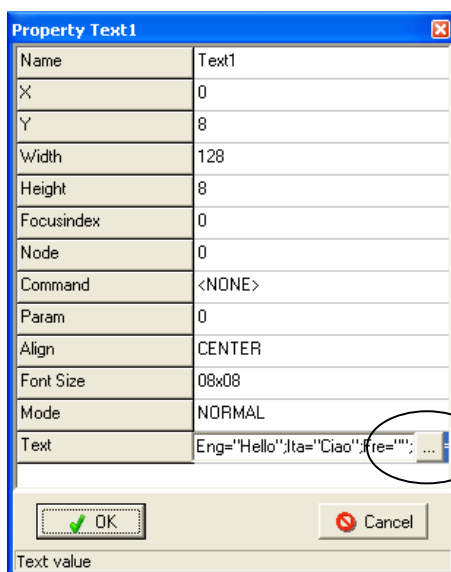 Property Text1
Name Text1
X 0
Y 8
Width 128
Height 8
Focusindex 0
Node 0
Command <NONE>
Param 0
Align CENTER
Font Size 08x08
Mode NORMAL
Text Eng="Hello";Ita="Ciao";Fre=""; ...
OK Cancel
Text value